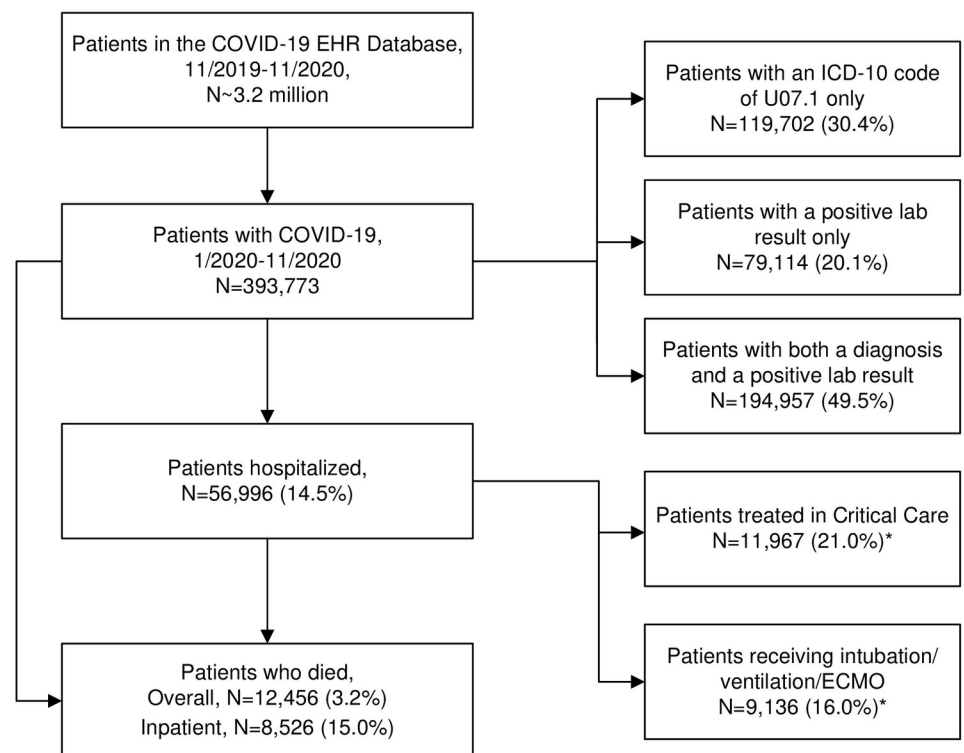 Patients in the COVID-19 EHR Database,
11/2019-11/2020,
N~3.2 million
Patients with COVID-19,
1/2020-11/2020
N=393,773
Patients hospitalized,
N=56,996 (14.5%)
Patients who died,
Overall, N=12,456 (3.2%)
Inpatient, N=8,526 (15.0%)
Patients with an ICD-10 code
of U07.1 only
N=119,702 (30.4%)
Patients with a positive lab
result only
N=79,114 (20.1%)
Patients with both a diagnosis
and a positive lab result
N=194,957 (49.5%)
Patients treated in Critical Care
N=11,967 (21.0%)*
Patients receiving intubation/
ventilation/ECMO
N=9,136 (16.0%)*